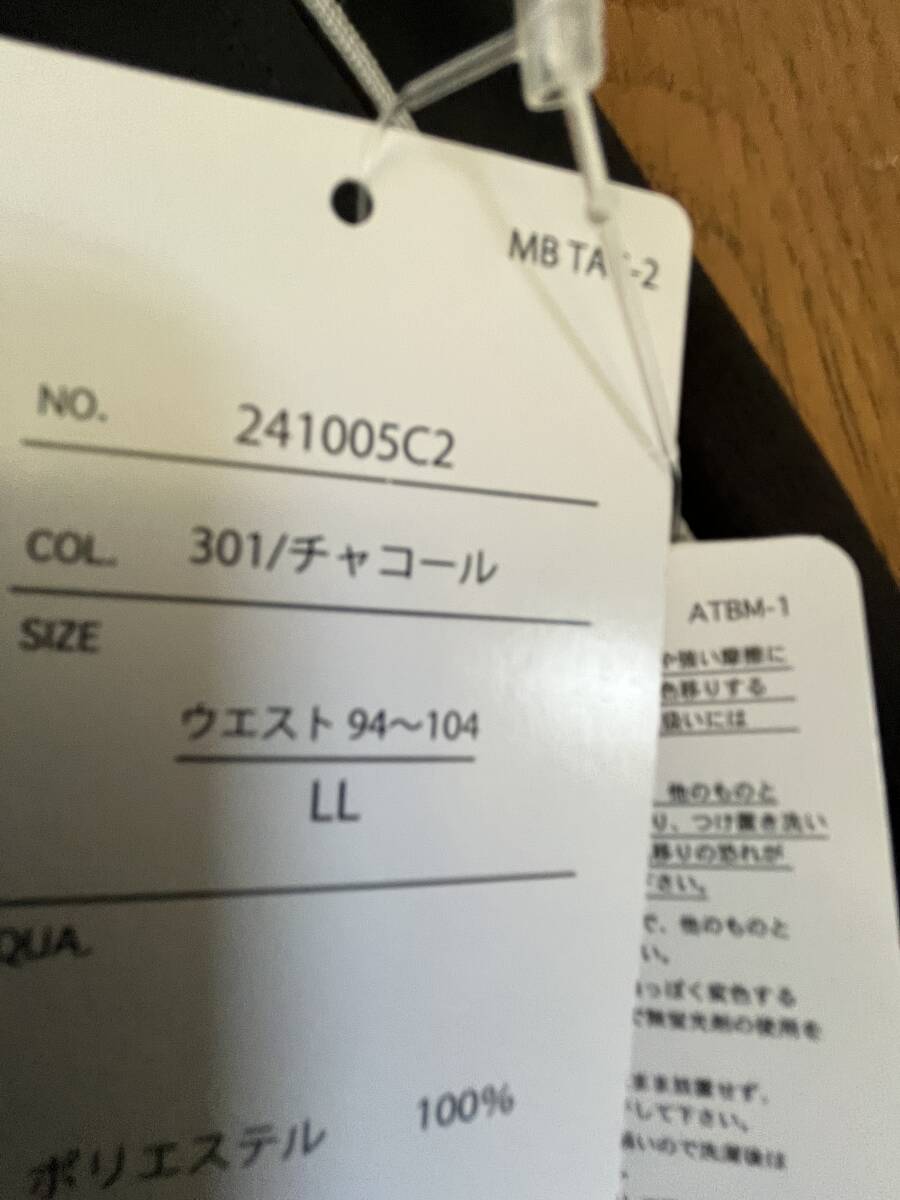 MB TA -2
NO. 241005C2
COL. 301/チャコール
SIZE
ウエスト 94〜104
LL
QUA.
ポリエステル 100%
ATBM-1
や強い摩擦に
色移りする
扱いには
他のものと
り、つけ置き洗い
移りの恐れが
ださい。
で、他のものと
い。
っぽく変色する
で無蛍光剤の使用を
まま放置せず、
して下さい。
ので洗濯後は